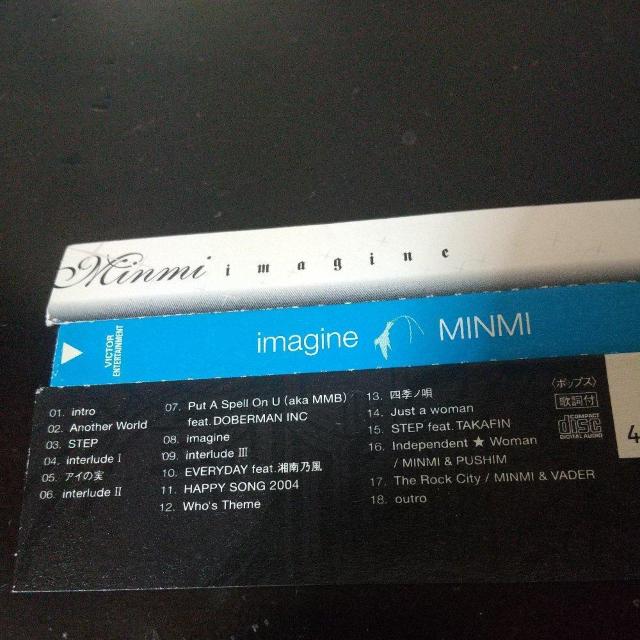 Minmi imagine
VICTOR
ENTERTAINMENT
imagine MINMI
01. intro
02. Another World
03. STEP
04. interlude I
05. アイの実
06. interlude II
07. Put A Spell On U (aka MMB)
feat. DOBERMAN INC
08. imagine
09. interlude III
10. EVERYDAY feat.湘南乃風
11. HAPPY SONG 2004
12. Who's Theme
13. 四季ノ唄
14. Just a woman
15. STEP feat. TAKAFIN
16. Independent ★ Woman
/ MINMI & PUSHIM
17. The Rock City / MINMI & VADER
18. outro
〈ポップス〉
歌詞付
COMPACT
disc
DIGITAL AUDIO
4